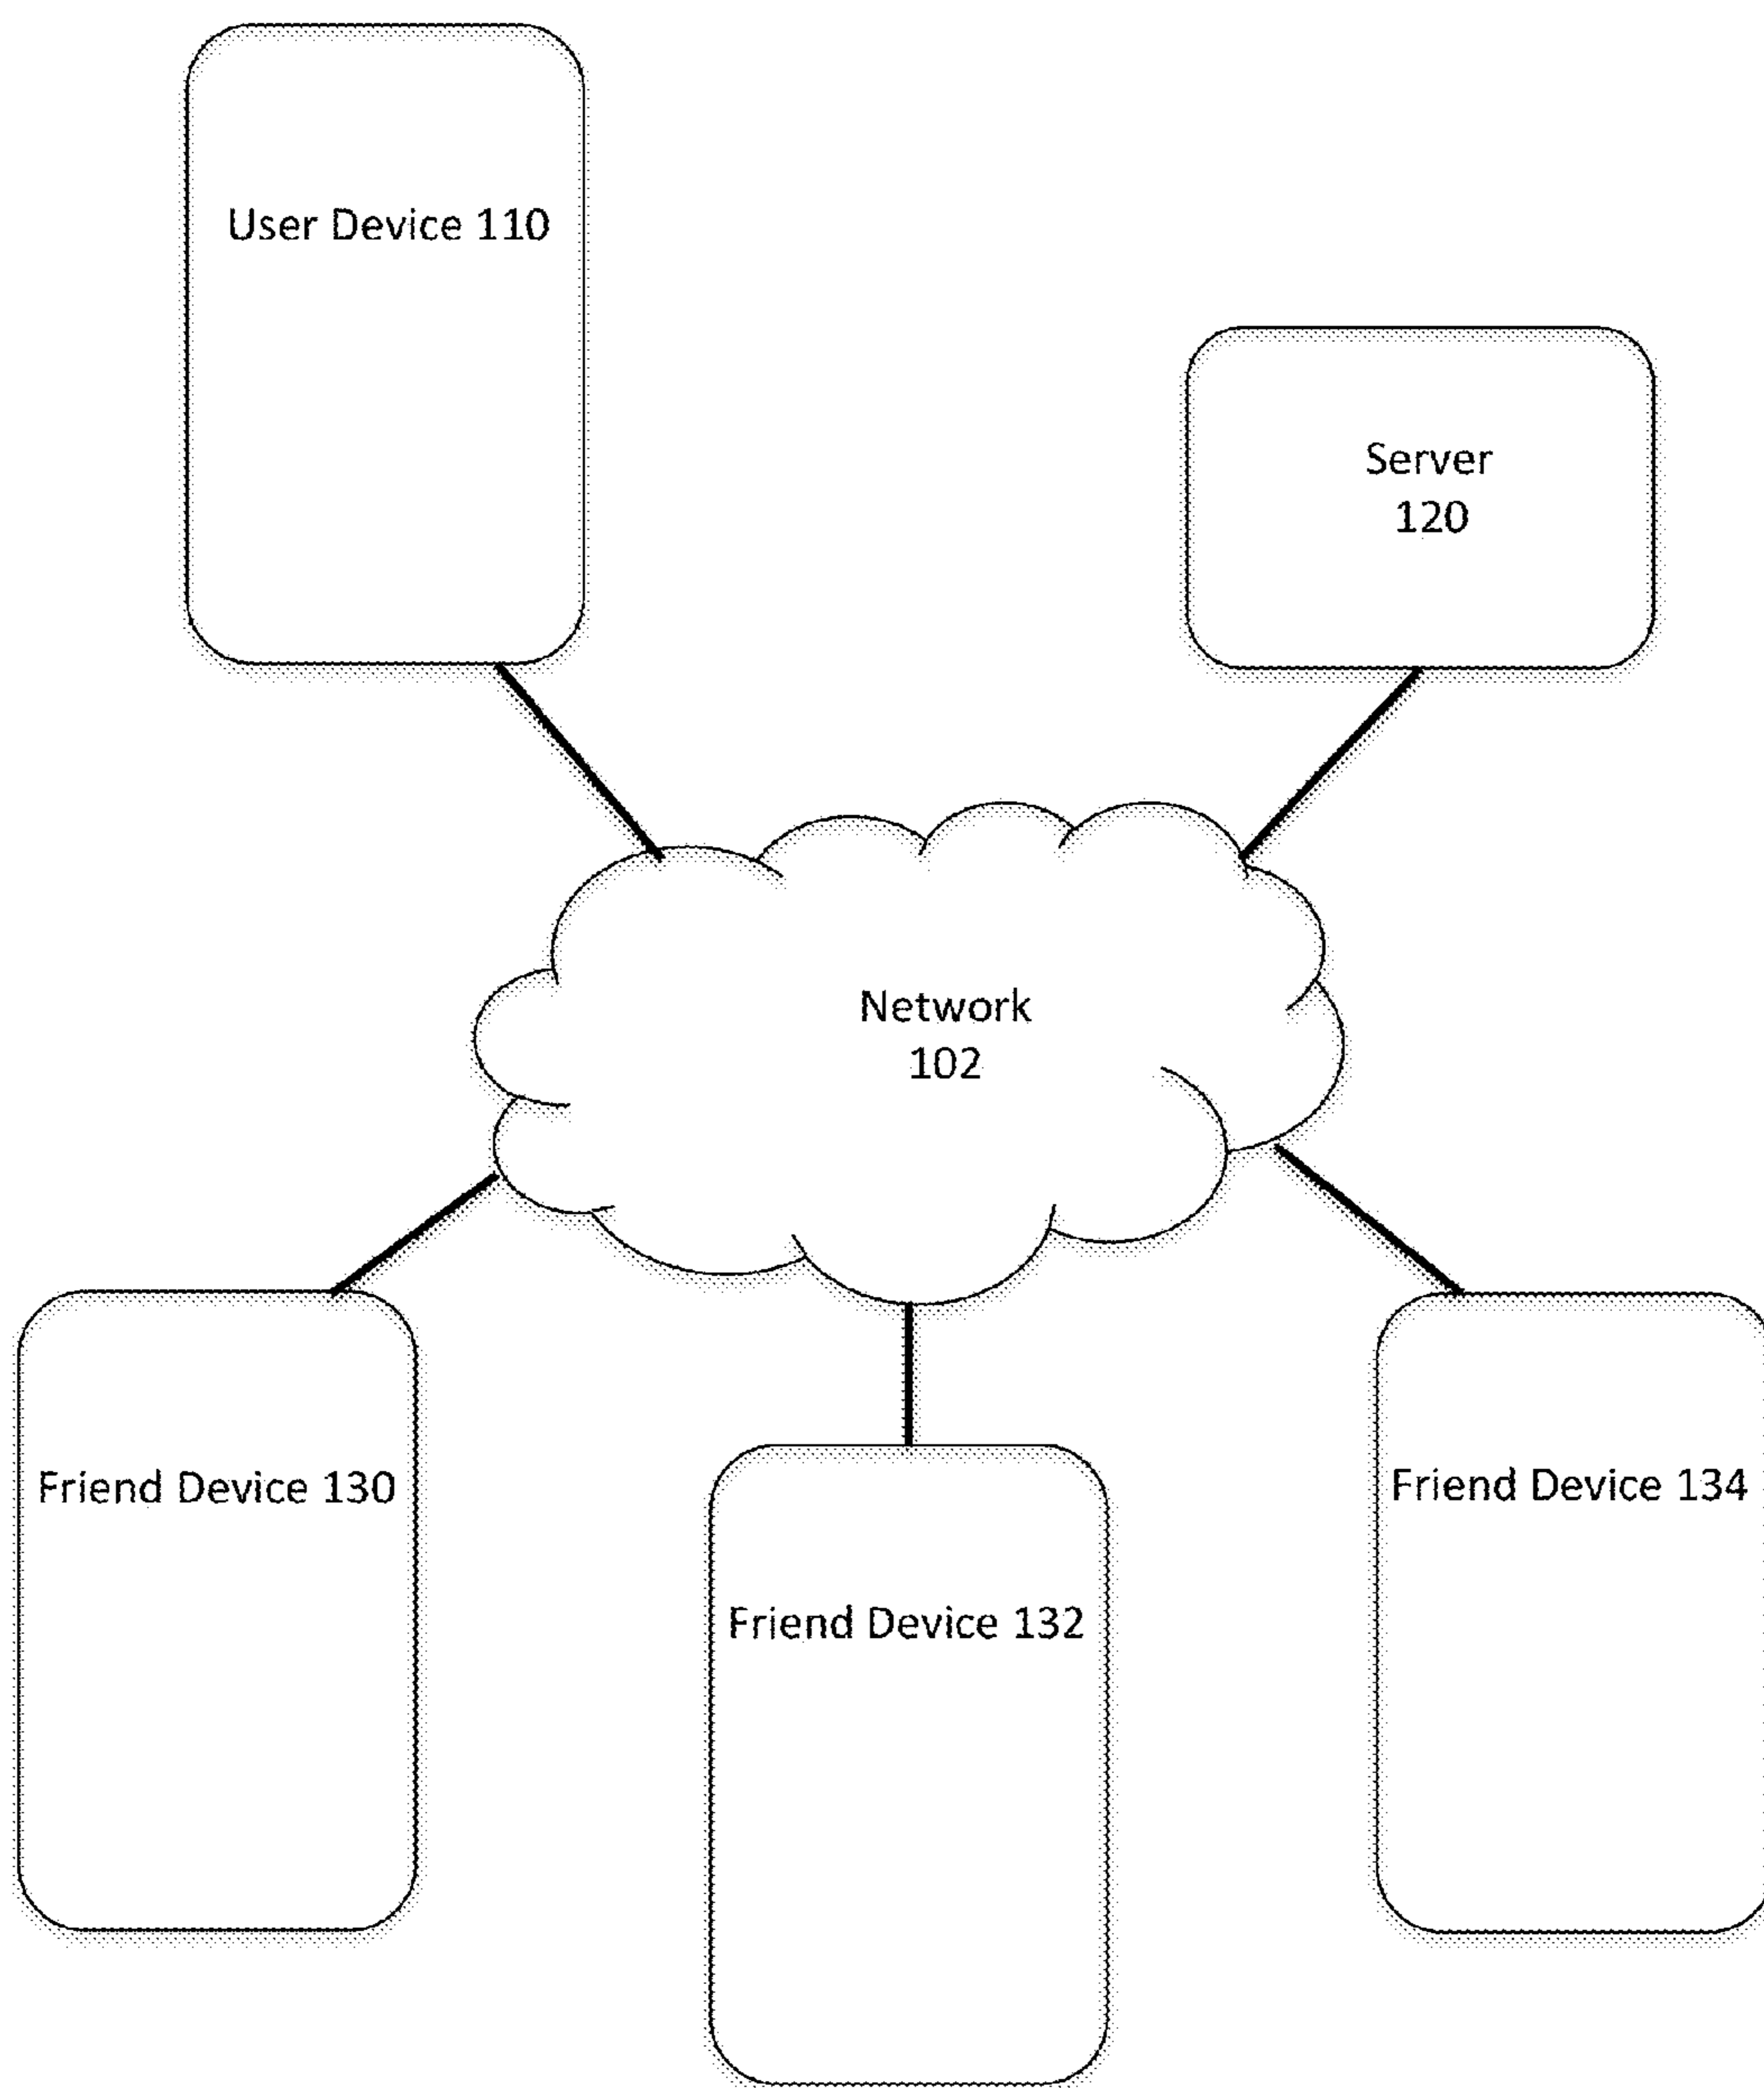 User Device 110
Server
120
Network
102
Friend Device 130
Friend Device 134
Friend Device 132